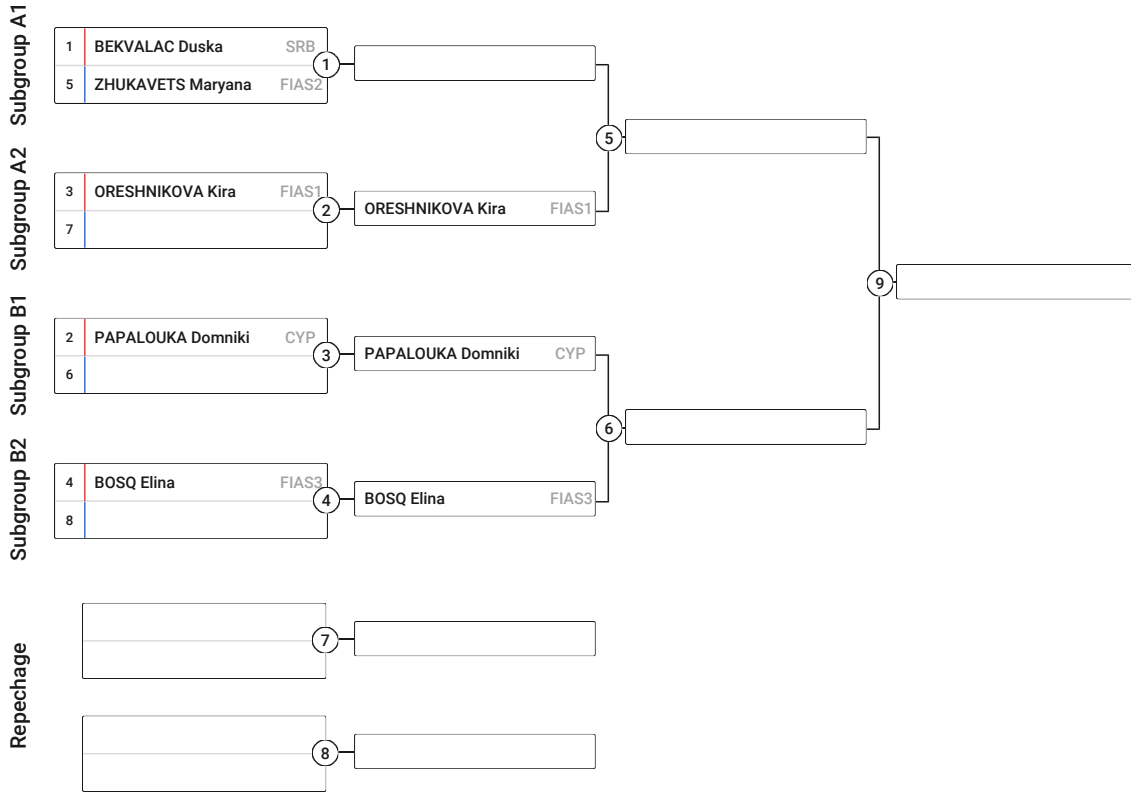 Subgroup A1
1 BEKVALAC Duska SRB
5 ZHUKAVETS Maryana FIAS2
1
5
Subgroup A2
3 ORESHNIKOVA Kira FIAS1
7
2
ORESHNIKOVA Kira FIAS1
9
Subgroup B1
2 PAPALOUKA Domniki CYP
6
3
PAPALOUKA Domniki CYP
6
Subgroup B2
4 BOSQ Elina FIAS3
8
4
BOSQ Elina FIAS3
Repechage
7
8